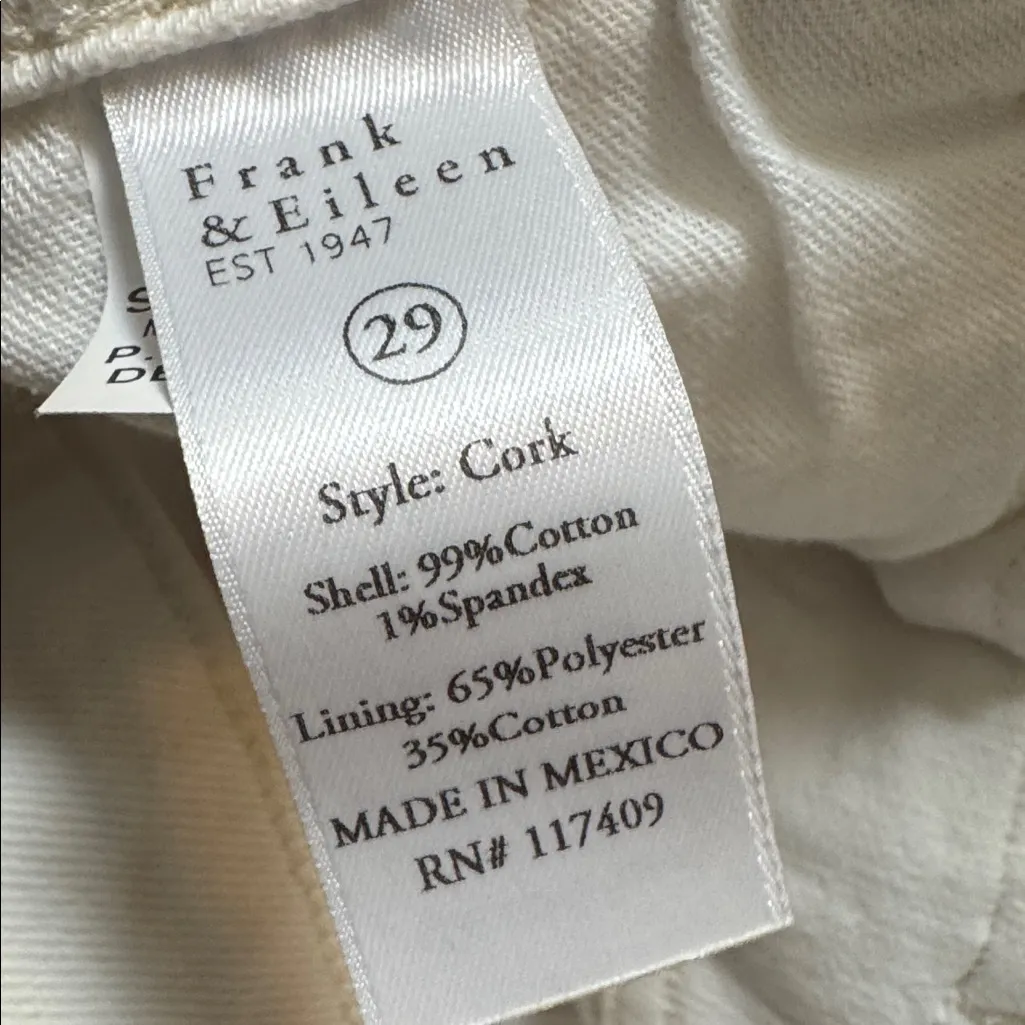 Frank
& Eileen
EST 1947
29
Style: Cork
Shell: 99%Cotton
1%Spandex
Lining: 65%Polyester
35%Cotton
MADE IN MEXICO
RN# 117409